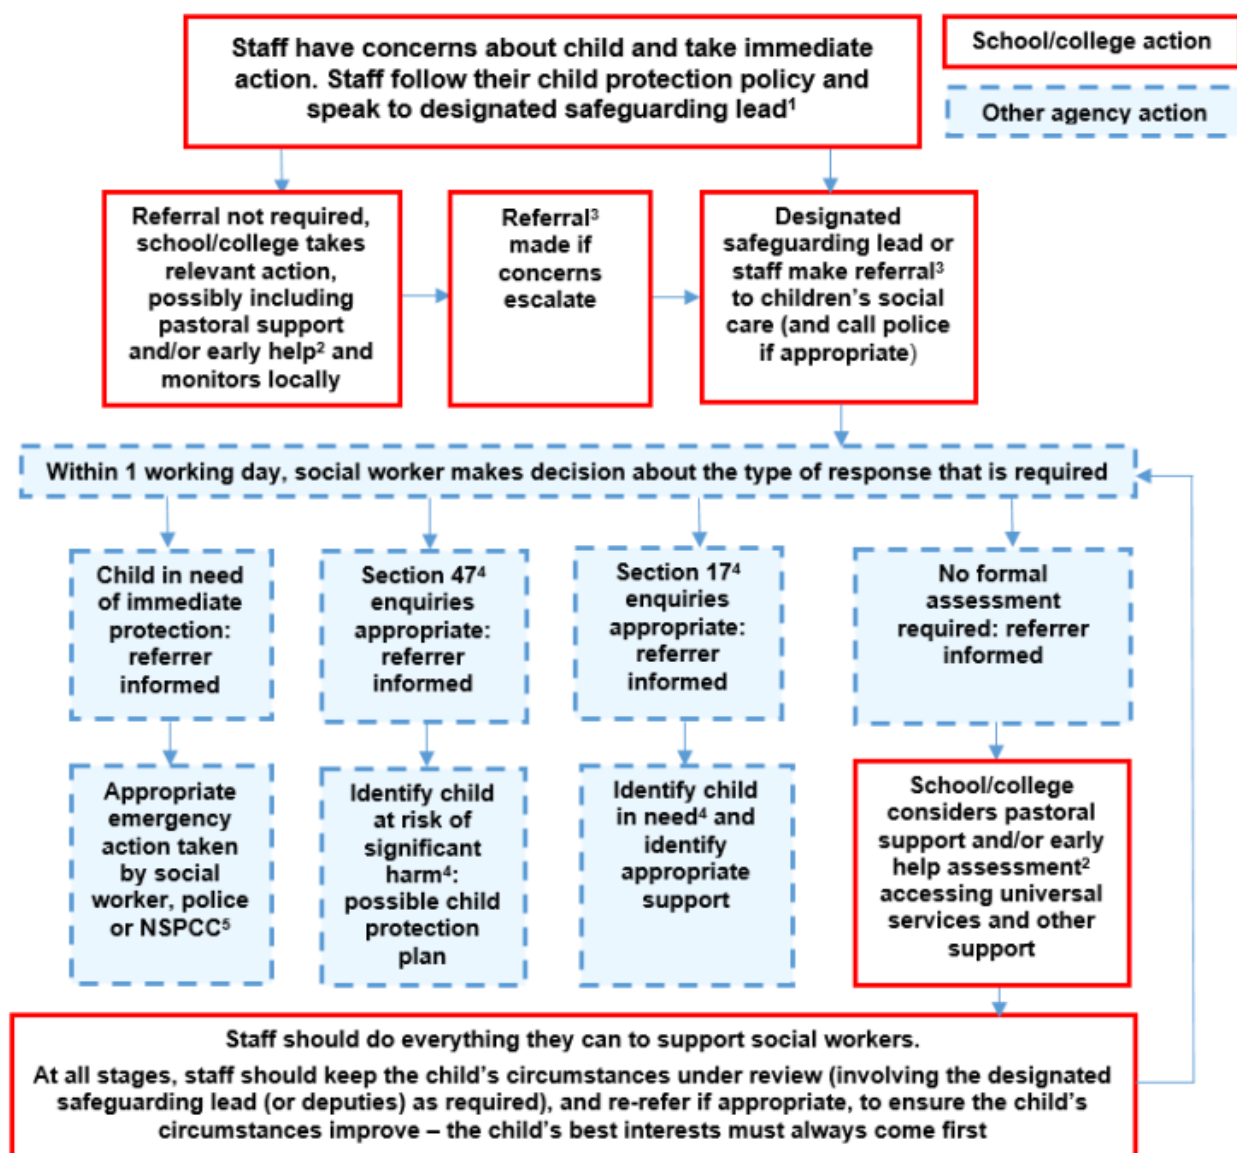 Staff have concerns about child and take immediate
action. Staff follow their child protection policy and
speak to designated safeguarding lead¹
School/college action
Other agency action
Referral not required,
school/college takes
relevant action,
possibly including
pastoral support
and/or early help² and
monitors locally
Referral³
made if
concerns
escalate
Designated
safeguarding lead or
staff make referral³
to children's social
care (and call police
if appropriate)
Within 1 working day, social worker makes decision about the type of response that is required
Child in need
of immediate
protection:
referrer
informed
Section 47⁴
enquiries
appropriate:
referrer
informed
Section 17⁴
enquiries
appropriate:
referrer
informed
No formal
assessment
required: referrer
informed
Appropriate
emergency
action taken
by social
worker, police
or NSPCC⁵
Identify child
at risk of
significant
harm⁴:
possible child
protection
plan
Identify child
in need⁴ and
identify
appropriate
support
School/college
considers pastoral
support and/or early
help assessment²
accessing universal
services and other
support
Staff should do everything they can to support social workers.
At all stages, staff should keep the child's circumstances under review (involving the designated
safeguarding lead (or deputies) as required), and re-refer if appropriate, to ensure the child's
circumstances improve – the child's best interests must always come first